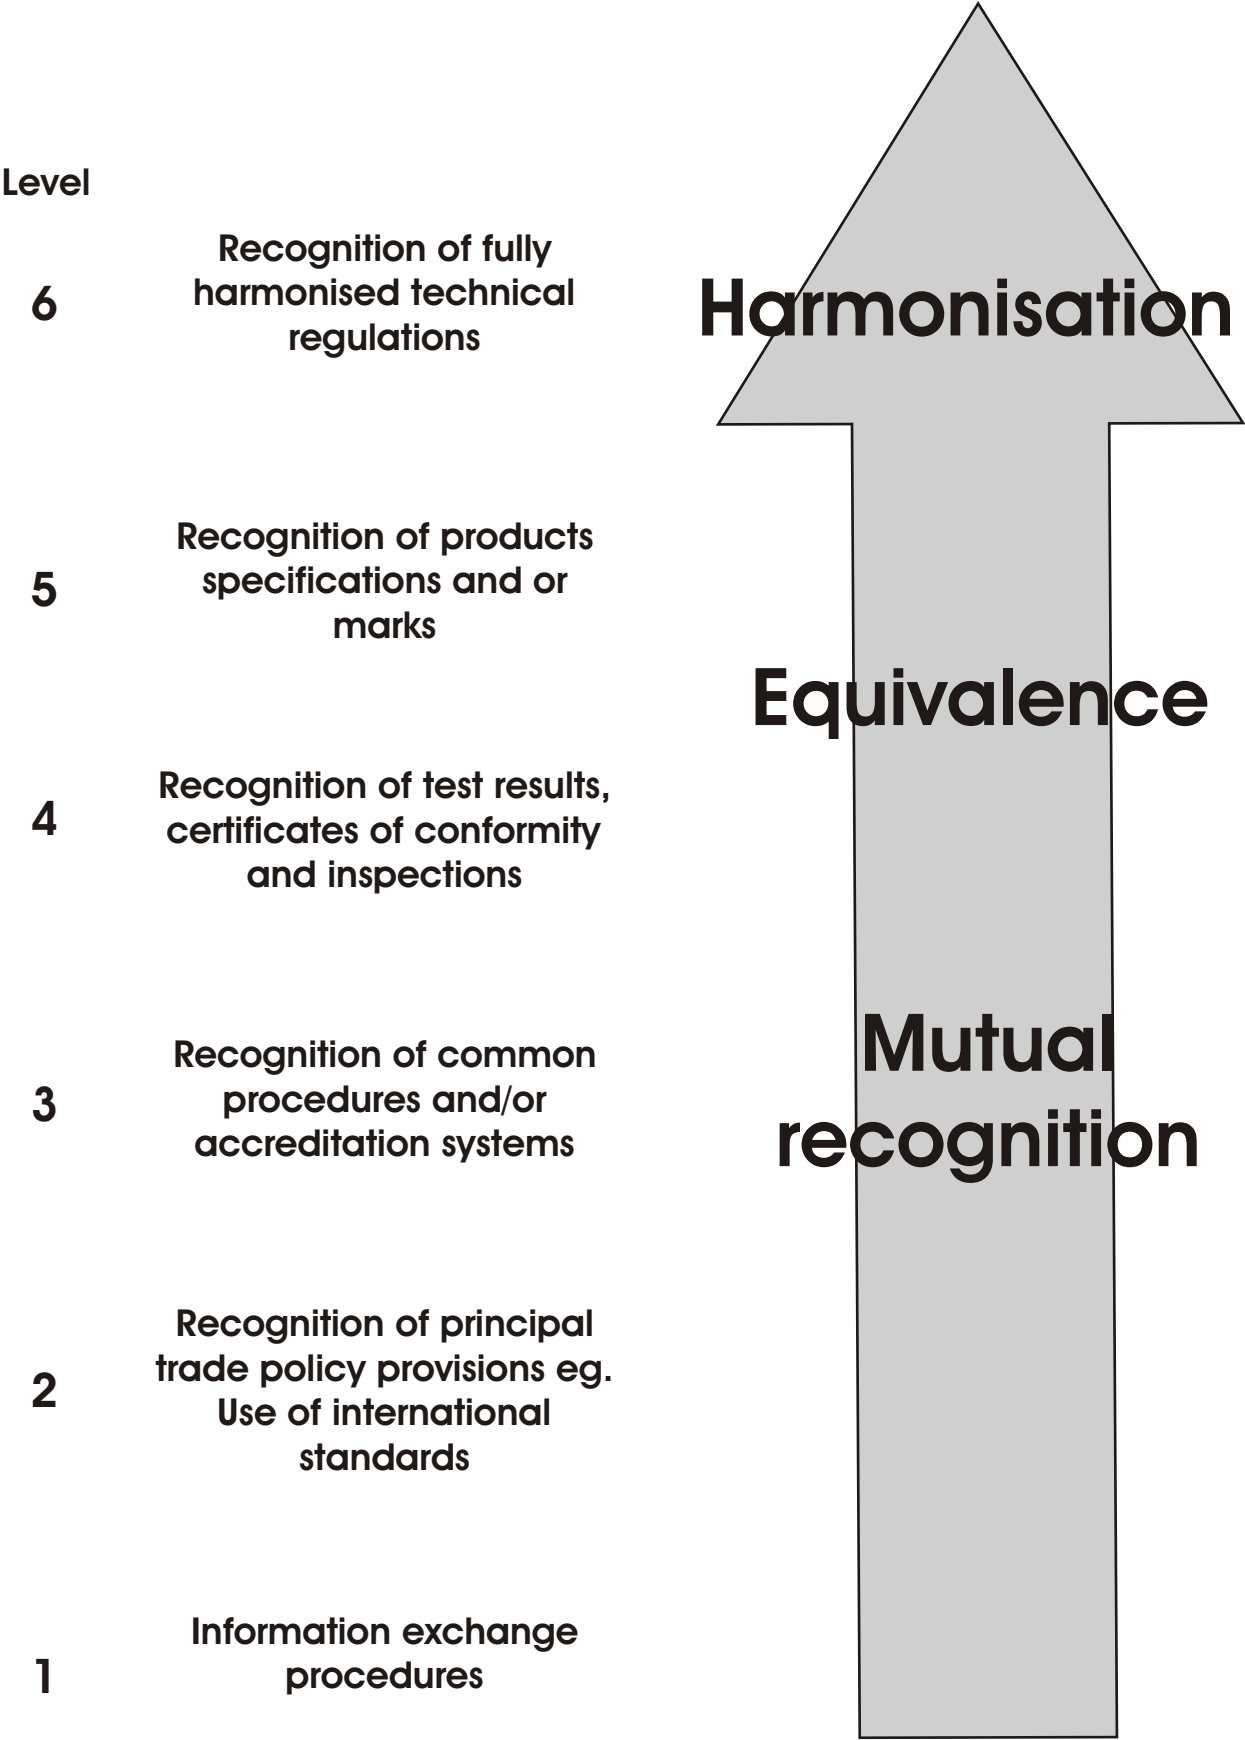 Level
6
Recognition of fully
harmonised technical
regulations
Harmonisation
5
Recognition of products
specifications and or
marks
Equivalence
4
Recognition of test results,
certificates of conformity
and inspections
3
Recognition of common
procedures and/or
accreditation systems
Mutual
recognition
2
Recognition of principal
trade policy provisions eg.
Use of international
standards
1
Information exchange
procedures